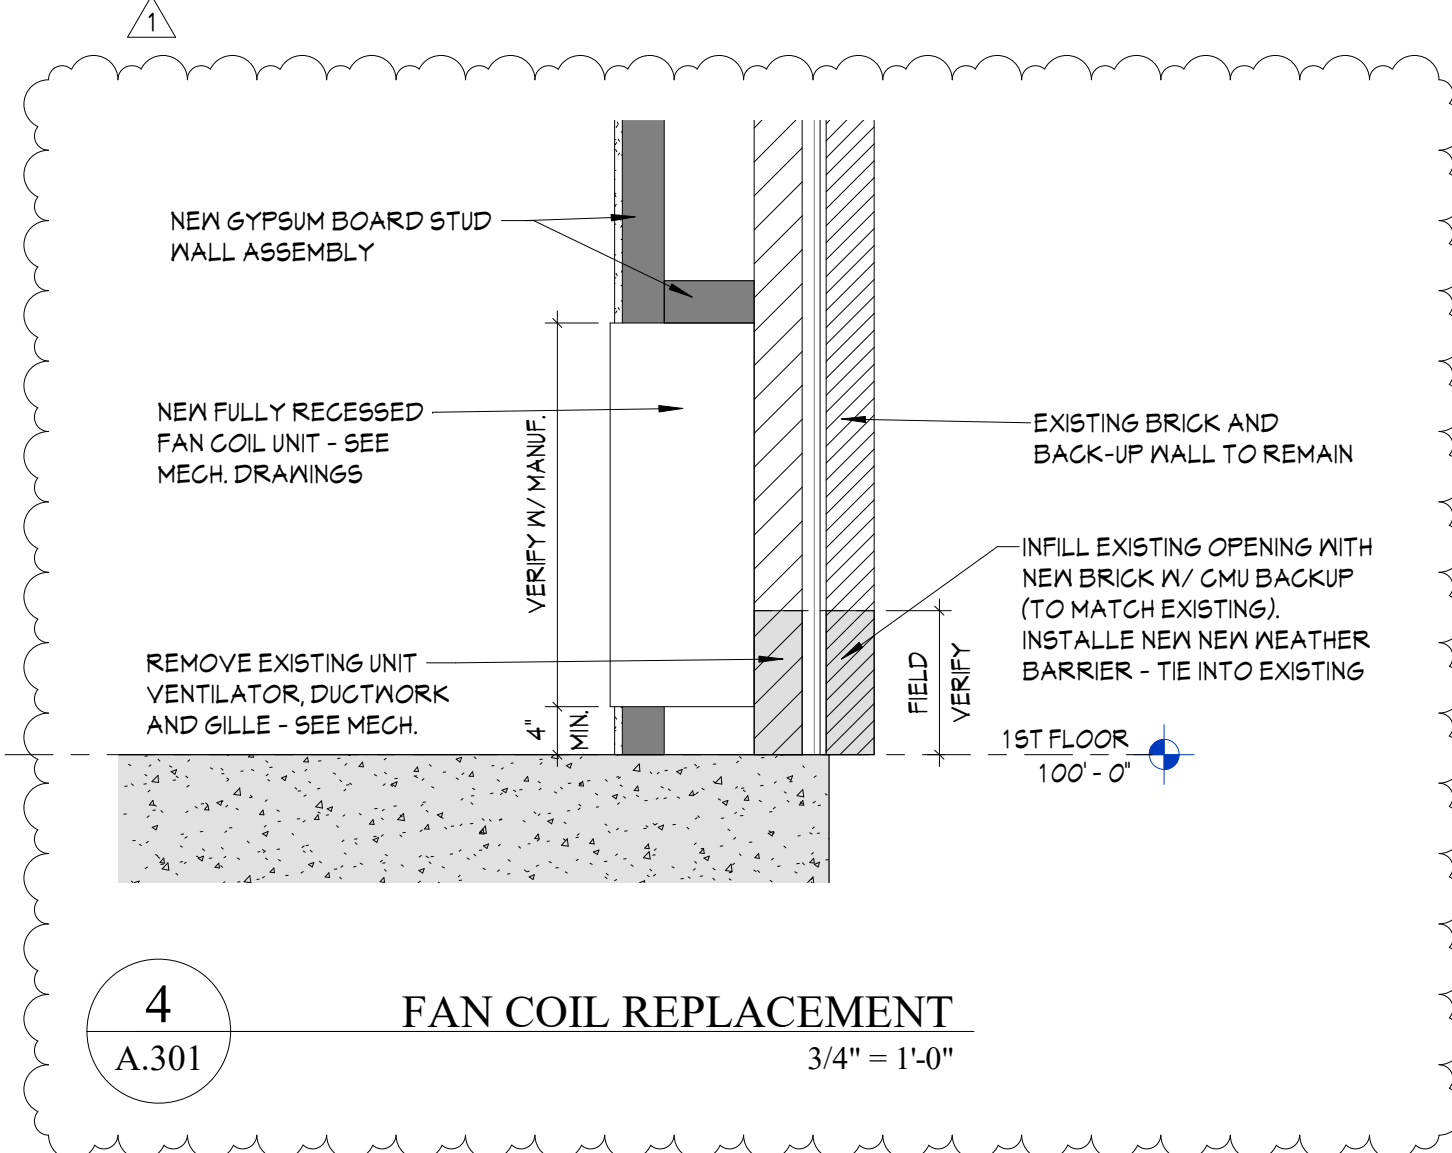 1
NEW GYPSUM BOARD STUD
WALL ASSEMBLY
NEW FULLY RECESSED
FAN COIL UNIT - SEE
MECH. DRAWINGS
VERIFY W/ MANUF.
EXISTING BRICK AND
BACK-UP WALL TO REMAIN
INFILL EXISTING OPENING WITH
NEW BRICK W/ CMU BACKUP
(TO MATCH EXISTING).
INSTALLE NEW NEW WEATHER
BARRIER - TIE INTO EXISTING
REMOVE EXISTING UNIT
VENTILATOR, DUCTWORK
AND GILLE - SEE MECH.
4"
MIN.
FIELD
VERIFY
1ST FLOOR
100' - 0"
4
A.301
FAN COIL REPLACEMENT
3/4" = 1'-0"